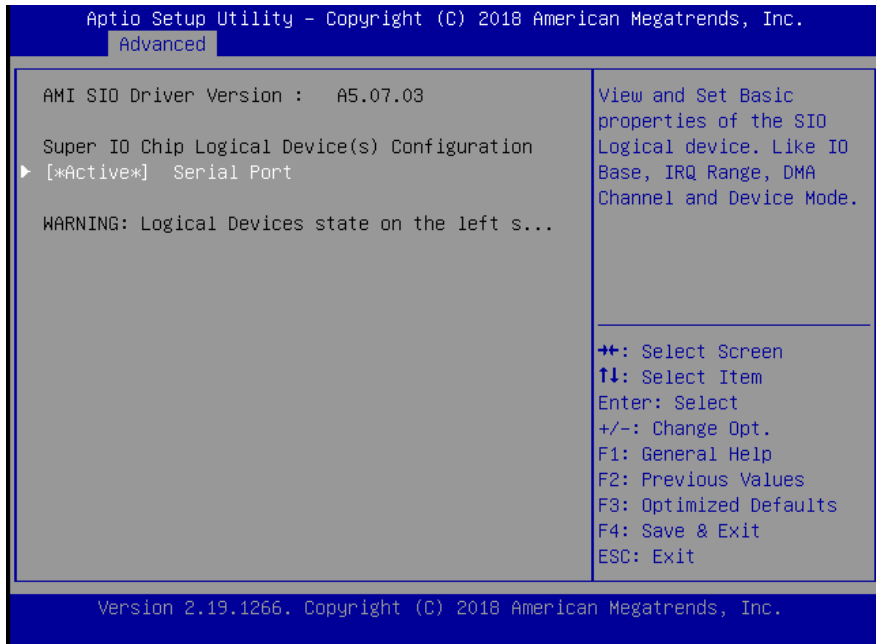 Aptio Setup Utility – Copyright (C) 2018 American Megatrends, Inc.
Advanced
AMI SIO Driver Version :   A5.07.03
Super IO Chip Logical Device(s) Configuration
► [*Active*]  Serial Port
WARNING: Logical Devices state on the left s...
View and Set Basic
properties of the SIO
Logical device. Like IO
Base, IRQ Range, DMA
Channel and Device Mode.
→←: Select Screen
↑↓: Select Item
Enter: Select
+/-: Change Opt.
F1: General Help
F2: Previous Values
F3: Optimized Defaults
F4: Save & Exit
ESC: Exit
Version 2.19.1266. Copyright (C) 2018 American Megatrends, Inc.